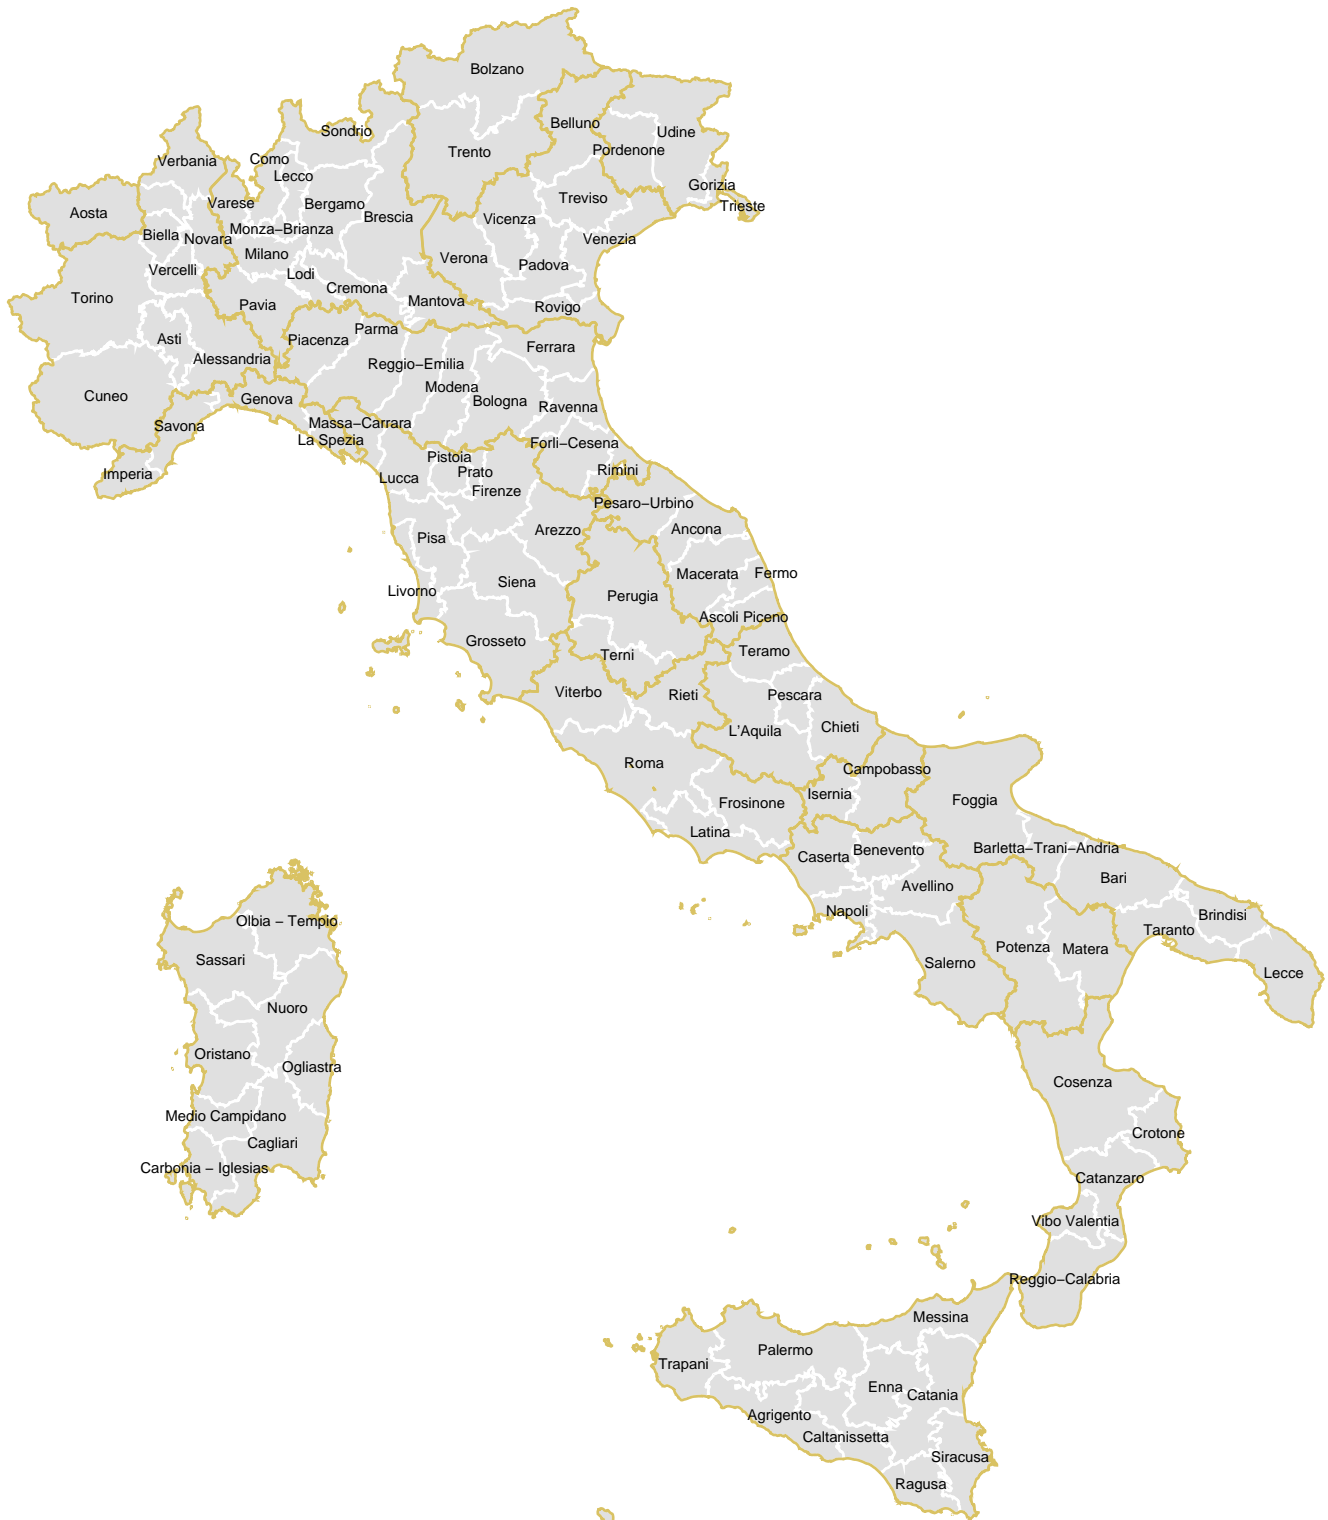 Bolzano
Belluno
Sondrio
Udine
Pordenone
Trento
Como
Verbania
Lecco
Gorizia
Treviso
Varese
Bergamo
Trieste
Aosta
Brescia
Vicenza
Monza−Brianza
Biella
Novara
Venezia
Milano
Verona
Padova
Vercelli
Lodi
Cremona
Torino
Mantova
Pavia
Rovigo
Parma
Asti
Piacenza
Ferrara
Alessandria
Reggio−Emilia
Modena
Cuneo
Genova
Bologna
Ravenna
Massa−Carrara
Savona
La Spezia
Forli−Cesena
Pistoia
Rimini
Prato
Imperia
Lucca
Firenze
Pesaro−Urbino
Ancona
Arezzo
Pisa
Macerata
Fermo
Siena
Livorno
Perugia
Ascoli Piceno
Grosseto
Teramo
Terni
Viterbo
Rieti
Pescara
Chieti
L'Aquila
Roma
Campobasso
Isernia
Foggia
Frosinone
Latina
Barletta−Trani−Andria
Benevento
Caserta
Bari
Avellino
Napoli
Brindisi
Olbia − Tempio
Taranto
Potenza
Matera
Sassari
Salerno
Lecce
Nuoro
Oristano
Ogliastra
Cosenza
Medio Campidano
Crotone
Cagliari
Carbonia − Iglesias
Catanzaro
Vibo Valentia
Reggio−Calabria
Messina
Palermo
Trapani
Enna
Catania
Agrigento
Caltanissetta
Siracusa
Ragusa